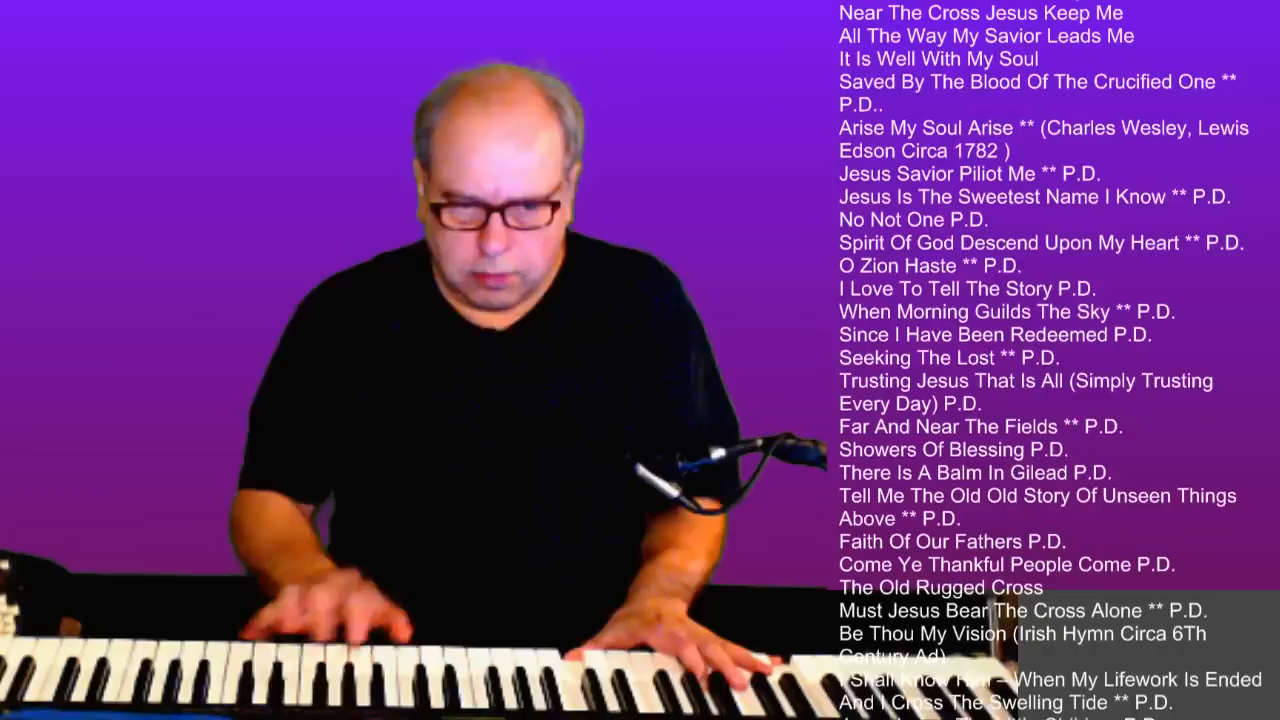 Near The Cross Jesus Keep Me
All The Way My Savior Leads Me
It Is Well With My Soul
Saved By The Blood Of The Crucified One **
P.D..
Arise My Soul Arise ** (Charles Wesley, Lewis
Edson Circa 1782 )
Jesus Savior Piliot Me ** P.D.
Jesus Is The Sweetest Name I Know ** P.D.
No Not One P.D.
Spirit Of God Descend Upon My Heart ** P.D.
O Zion Haste ** P.D.
I Love To Tell The Story P.D.
When Morning Guilds The Sky ** P.D.
Since I Have Been Redeemed P.D.
Seeking The Lost ** P.D.
Trusting Jesus That Is All (Simply Trusting
Every Day) P.D.
Far And Near The Fields ** P.D.
Showers Of Blessing P.D.
There Is A Balm In Gilead P.D.
Tell Me The Old Old Story Of Unseen Things
Above ** P.D.
Faith Of Our Fathers P.D.
Come Ye Thankful People Come P.D.
The Old Rugged Cross
Must Jesus Bear The Cross Alone ** P.D.
Be Thou My Vision (Irish Hymn Circa 6Th
Century Ad)
I Shall Know Him – When My Lifework Is Ended
And I Cross The Swelling Tide ** P.D.